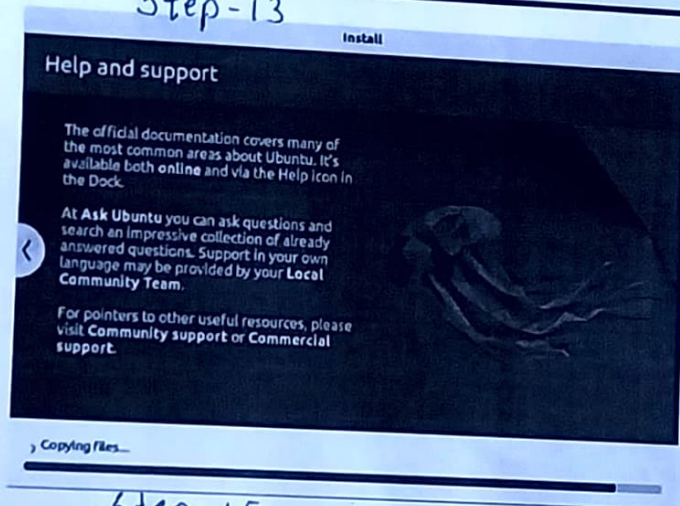 Step-13
Install
Help and support
The official documentation covers many of
the most common areas about Ubuntu. It's
available both online and via the Help icon in
the Dock.
At Ask Ubuntu you can ask questions and
search an impressive collection of already
answered questions. Support in your own
language may be provided by your Local
Community Team.
For pointers to other useful resources, please
visit Community support or Commercial
support.
Copying files...